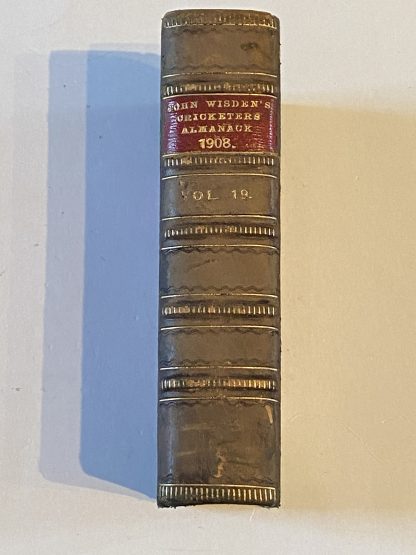 JOHN WISDEN'S
CRICKETERS
ALMANACK
1908.
VOL. 19.